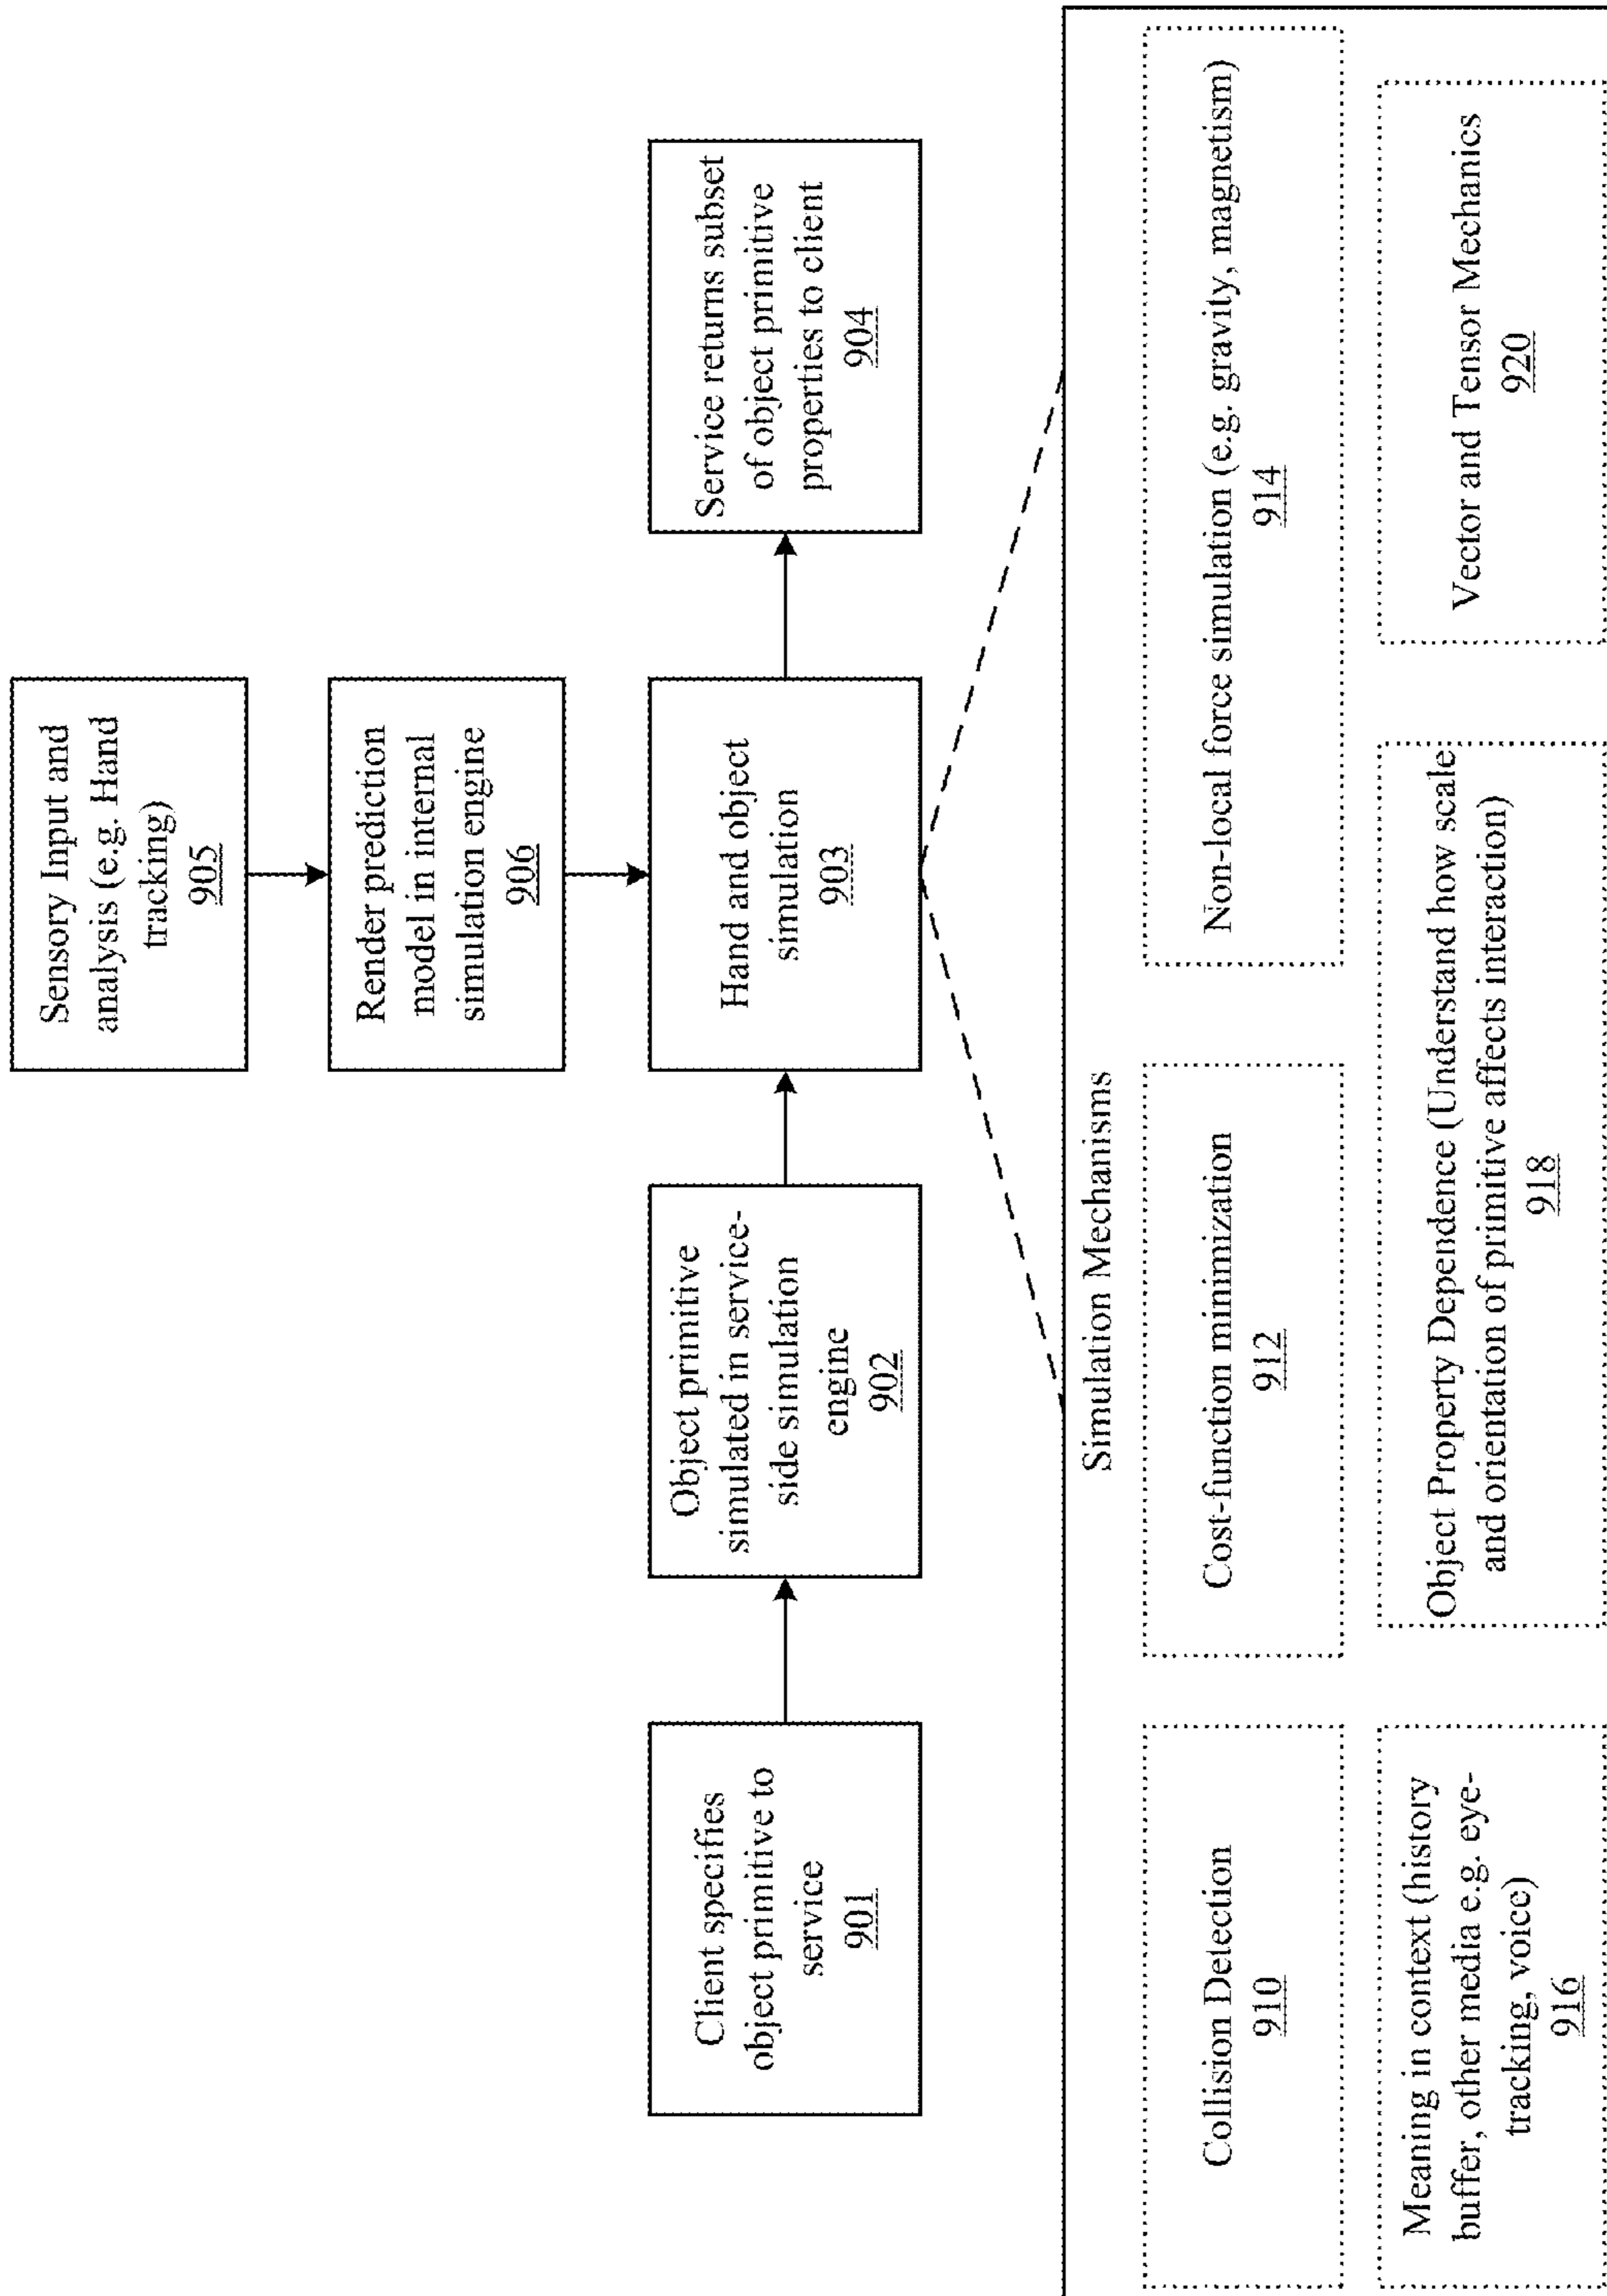 Sensory Input and
analysis (e.g. Hand
tracking)
905
Render prediction
model in internal
simulation engine
906
Client specifies
object primitive to
service
901
Object primitive
simulated in service-
side simulation
engine
902
Hand and object
simulation
903
Service returns subset
of object primitive
properties to client
904
Simulation Mechanisms
Collision Detection
910
Cost-function minimization
912
Non-local force simulation (e.g. gravity, magnetism)
914
Meaning in context (history
buffer, other media e.g. eye-
tracking, voice)
916
Object Property Dependence (Understand how scale
and orientation of primitive affects interaction)
918
Vector and Tensor Mechanics
920